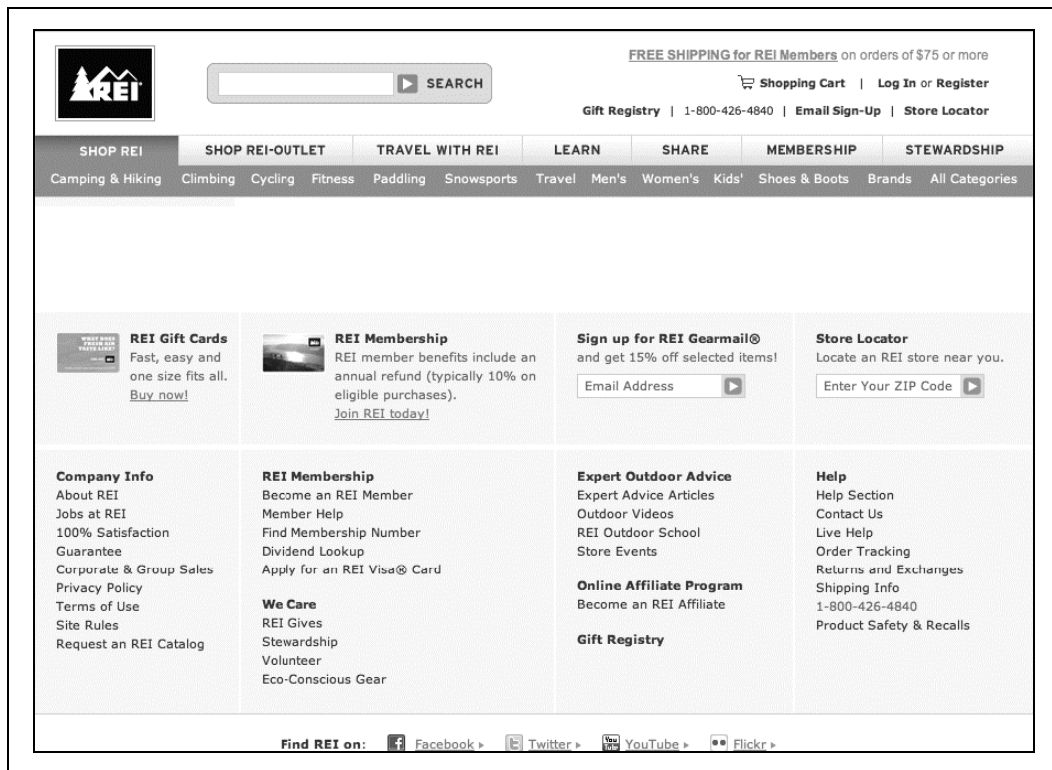 FREE SHIPPING for REI Members on orders of $75 or more
REI
SEARCH
Shopping Cart | Log In or Register
Gift Registry | 1-800-426-4840 | Email Sign-Up | Store Locator
SHOP REI SHOP REI-OUTLET TRAVEL WITH REI LEARN SHARE MEMBERSHIP STEWARDSHIP
Camping & Hiking Climbing Cycling Fitness Paddling Snowsports Travel Men's Women's Kids' Shoes & Boots Brands All Categories
WHAT DOES
FRESH AIR
TASTE LIKE?
REI Gift Cards
Fast, easy and
one size fits all.
Buy now!
REI Membership
REI member benefits include an
annual refund (typically 10% on
eligible purchases).
Join REI today!
Sign up for REI Gearmail®
and get 15% off selected items!
Email Address
Store Locator
Locate an REI store near you.
Enter Your ZIP Code
Company Info
About REI
Jobs at REI
100% Satisfaction
Guarantee
Corporate & Group Sales
Privacy Policy
Terms of Use
Site Rules
Request an REI Catalog
REI Membership
Become an REI Member
Member Help
Find Membership Number
Dividend Lookup
Apply for an REI Visa® Card
We Care
REI Gives
Stewardship
Volunteer
Eco-Conscious Gear
Expert Outdoor Advice
Expert Advice Articles
Outdoor Videos
REI Outdoor School
Store Events
Online Affiliate Program
Become an REI Affiliate
Gift Registry
Help
Help Section
Contact Us
Live Help
Order Tracking
Returns and Exchanges
Shipping Info
1-800-426-4840
Product Safety & Recalls
Find REI on: Facebook Twitter You Tube YouTube Flickr